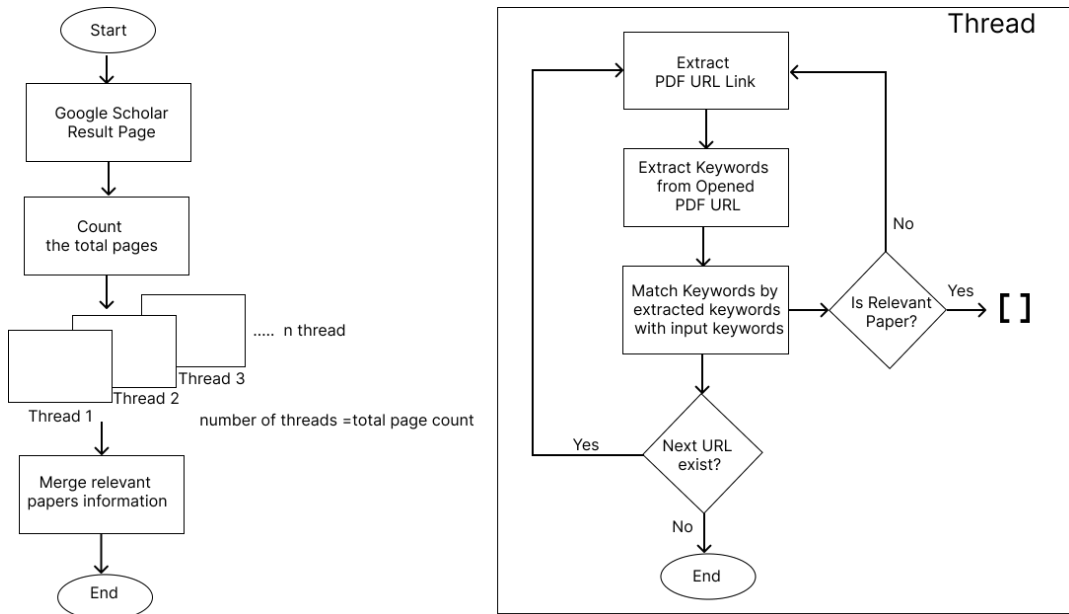 Start
Google Scholar
Result Page
Count
the total pages
..... n thread
Thread 3
Thread 2
Thread 1
number of threads =total page count
Merge relevant
papers information
End
Thread
Extract
PDF URL Link
Extract Keywords
from Opened
PDF URL
No
Match Keywords by
extracted keywords
with input keywords
Is Relevant
Paper?
Yes
[ ]
Yes
Next URL
exist?
No
End